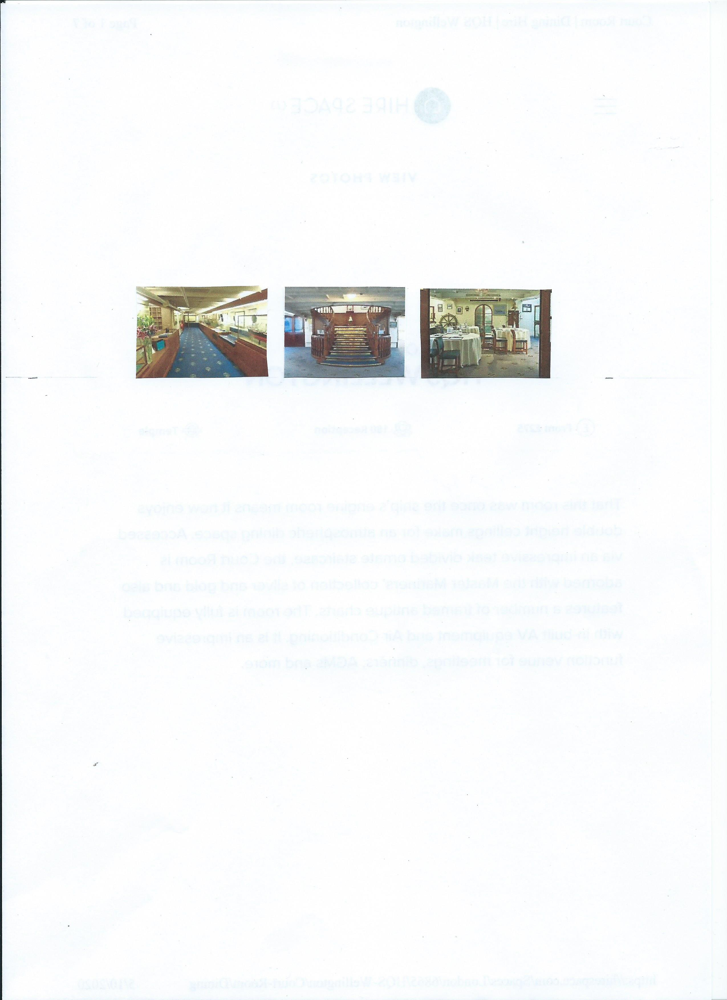 Court Room | Dining Hire | HQS Wellington Page 1 of 7
HIRE SPACE
VIEW PHOTOS
HQS WELLINGTON
From £275 180 Reception Temple
That this room was once the ship's engine room means it now enjoys
double height ceilings make for an atmospheric dining space. Accessed
via an impressive teak divided ornate staircase, the Court Room is
adorned with the Master Mariners' collection of silver and gold and also
features a number of framed antique charts. The room is fully equipped
with in-built AV equipment and Air Conditioning. It is an impressive
function venue for meetings, dinners, AGMs and more.
https://hirespace.com/Spaces/London/6865/HQS-Wellington/Court-Room/Dining 5/10/2020